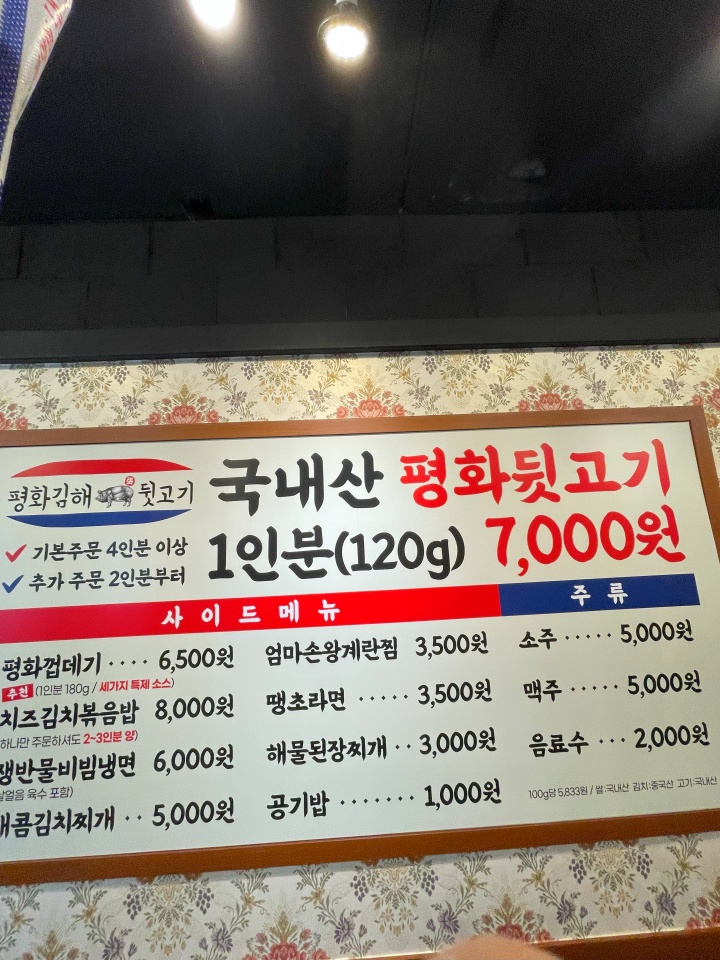 평화김해 뒷고기
국내산 평화뒷고기
1인분(120g) 7,000원
기본주문 4인분 이상
추가 주문 2인분부터
사이드메뉴
평화껍데기 ···· 6,500원
추천 (1인분 180g / 세가지 특제 소스)
치즈김치볶음밥 8,000원
하나만 주문하셔도 2~3인분 양)
쟁반물비빔냉면 6,000원
살얼음 육수 포함)
매콤김치찌개 ·· 5,000원
엄마손왕계란찜 3,500원
땡초라면 ····· 3,500원
해물된장찌개 ·· 3,000원
공기밥 ······· 1,000원
주류
소주 ····· 5,000원
맥주 ····· 5,000원
음료수 ··· 2,000원
100g당 5,833원 / 쌀:국내산 김치:중국산 고기:국내산